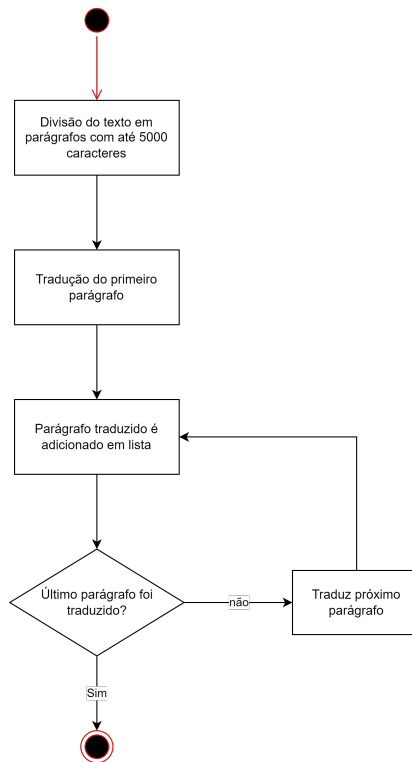 Divisão do texto em
parágrafos com até 5000
caracteres
Tradução do primeiro
parágrafo
Parágrafo traduzido é
adicionado em lista
Último parágrafo foi
traduzido?
não
Traduz próximo
parágrafo
Sim